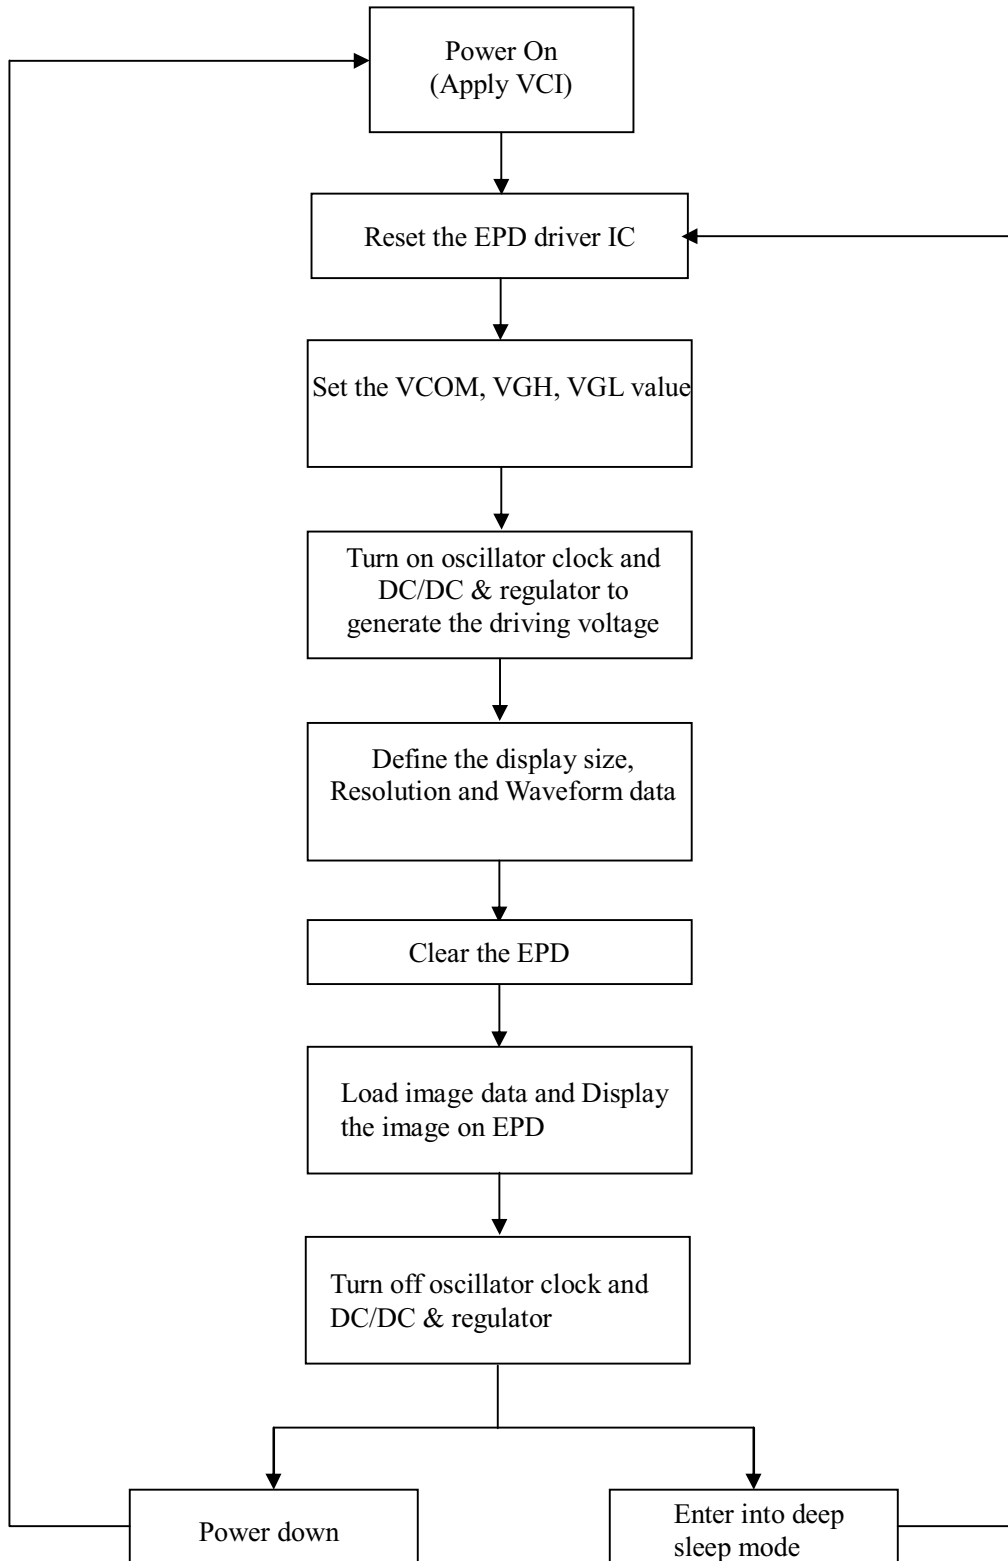 Power On
(Apply VCI)
Reset the EPD driver IC
Set the VCOM, VGH, VGL value
Turn on oscillator clock and
DC/DC & regulator to
generate the driving voltage
Define the display size,
Resolution and Waveform data
Clear the EPD
Load image data and Display
the image on EPD
Turn off oscillator clock and
DC/DC & regulator
Power down
Enter into deep
sleep mode